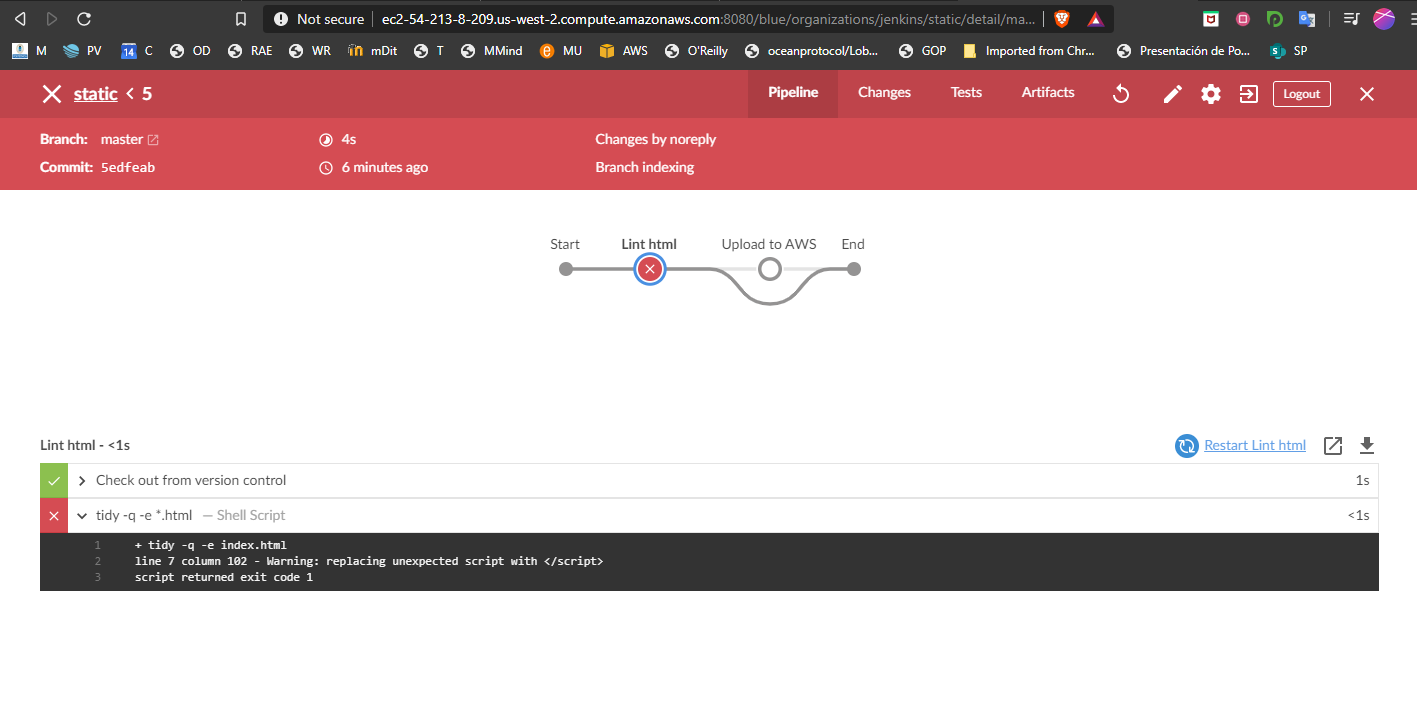 Not secure ec2-54-213-8-209.us-west-2.compute.amazonaws.com:8080/blue/organizations/jenkins/static/detail/ma...
M PV 14 C OD RAE WR mDit T MMind MU AWS O'Reilly oceanprotocol/Lob... GOP Imported from Chr... Presentación de Po... S SP
static < 5 Pipeline Changes Tests Artifacts Logout
Branch: master 4s Changes by noreply
Commit: 5edfeab 6 minutes ago Branch indexing
Start Lint html Upload to AWS End
Lint html - <1s Restart Lint html
Check out from version control 1s
tidy -q -e *.html — Shell Script <1s
1 + tidy -q -e index.html
2 line 7 column 102 - Warning: replacing unexpected script with </script>
3 script returned exit code 1